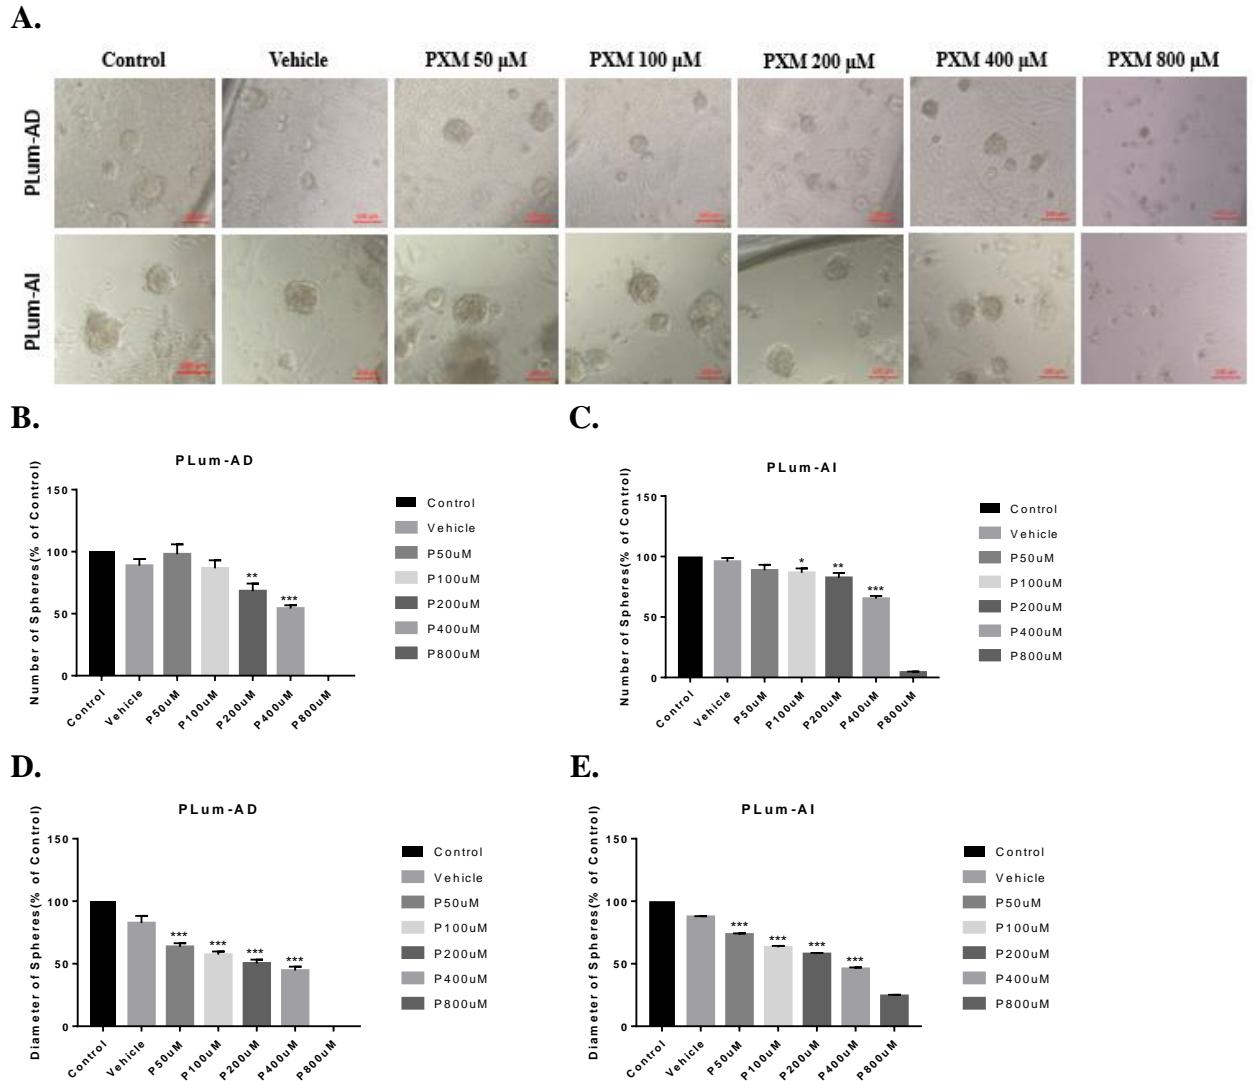 A.
Control Vehicle PXM 50 μM PXM 100 μM PXM 200 μM PXM 400 μM PXM 800 μM
PLum-AD
PLum-AI
B.
PLum-AD
Number of Spheres(% of Control)
150
100
50
0
Control Vehicle P50uM P100uM P200uM P400uM P800uM
** ***
Control
Vehicle
P50uM
P100uM
P200uM
P400uM
P800uM
C.
PLum-AI
Number of Spheres(% of Control)
150
100
50
0
Control Vehicle P50uM P100uM P200uM P400uM P800uM
* ** ***
Control
Vehicle
P50uM
P100uM
P200uM
P400uM
P800uM
D.
PLum-AD
Diameter of Spheres(% of Control)
150
100
50
0
Control Vehicle P50uM P100uM P200uM P400uM P800uM
*** *** *** ***
Control
Vehicle
P50uM
P100uM
P200uM
P400uM
P800uM
E.
PLum-AI
Diameter of Spheres(% of Control)
150
100
50
0
Control Vehicle P50uM P100uM P200uM P400uM P800uM
*** *** *** ***
Control
Vehicle
P50uM
P100uM
P200uM
P400uM
P800uM